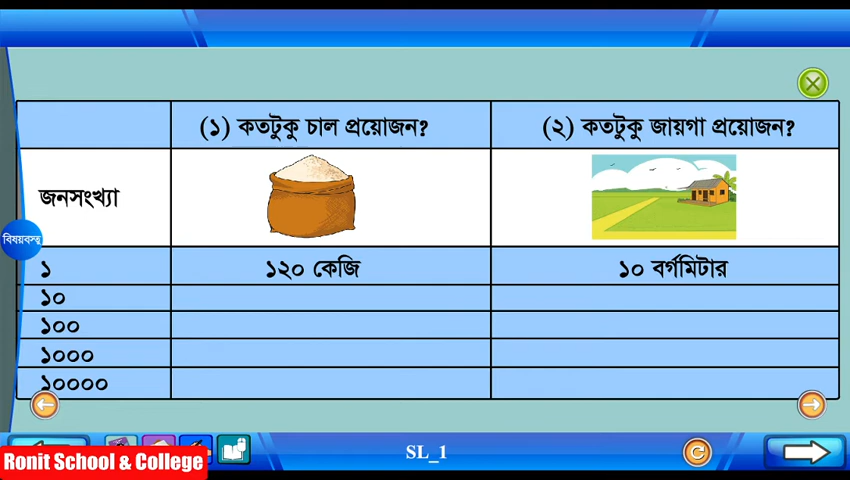 (১) কতটুকু চাল প্রয়োজন? (২) কতটুকু জায়গা প্রয়োজন?
জনসংখ্যা
বিষয়বস্তু
১ ১২০ কেজি ১০ বর্গমিটার
১০
১০০
১০০০
১০০০০
SL_1
Ronit School & College